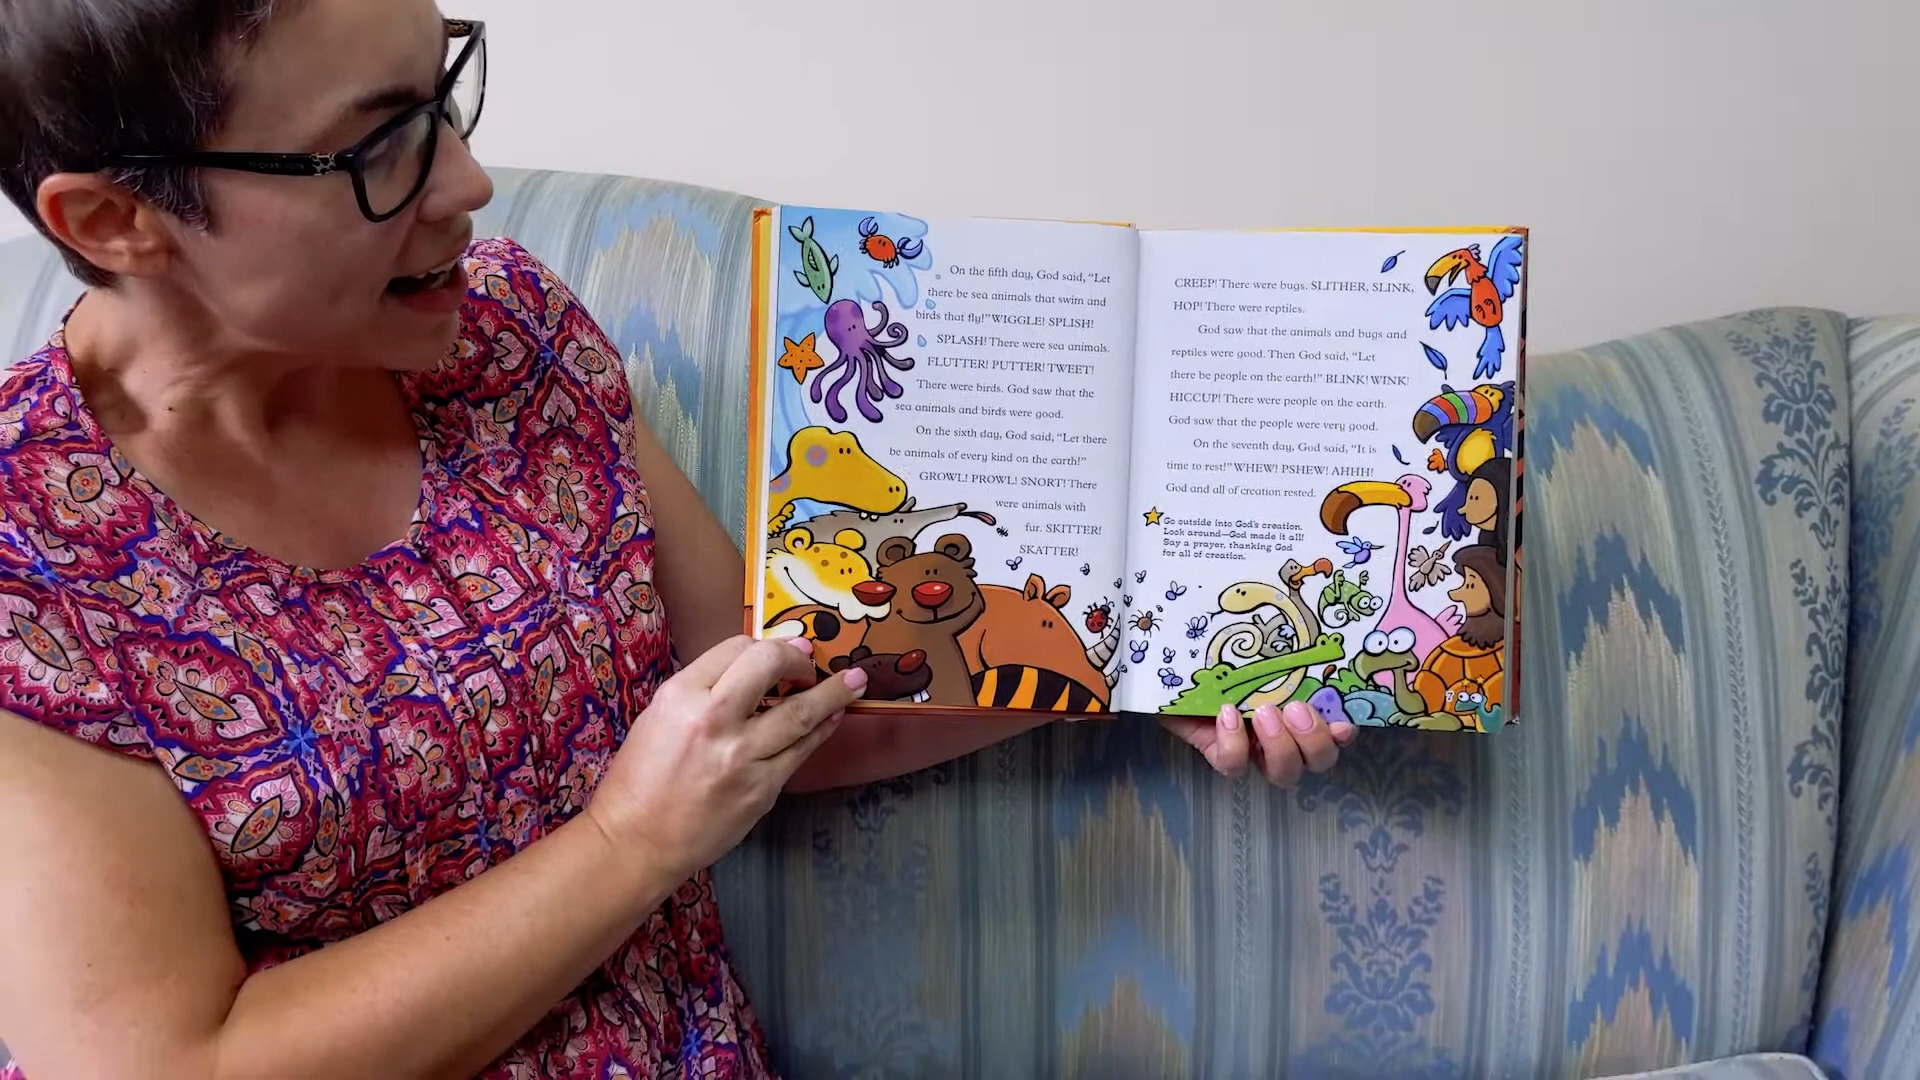 On the fifth day, God said, “Let
there be sea animals that swim and
birds that fly!” WIGGLE! SPLISH!
SPLASH! There were sea animals.
FLUTTER! PUTTER! TWEET!
There were birds. God saw that the
sea animals and birds were good.
On the sixth day, God said, “Let there
be animals of every kind on the earth!”
GROWL! PROWL! SNORT! There
were animals with
fur. SKITTER!
SKATTER!
CREEP! There were bugs. SLITHER, SLINK,
HOP! There were reptiles.
God saw that the animals and bugs and
reptiles were good. Then God said, “Let
there be people on the earth!” BLINK! WINK!
HICCUP! There were people on the earth.
God saw that the people were very good.
On the seventh day, God said, “It is
time to rest!” WHEW! PSHEW! AHHH!
God and all of creation rested.
Go outside into God's creation.
Look around—God made it all!
Say a prayer, thanking God
for all of creation.